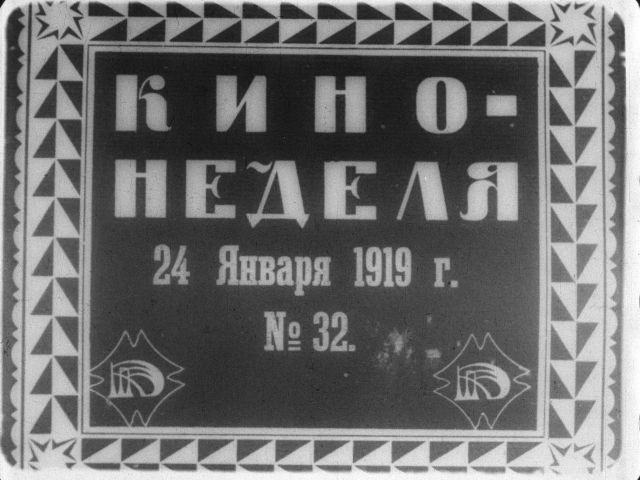 КИНО-
НЕДЕЛЯ
24 Января 1919 г.
№ 32.